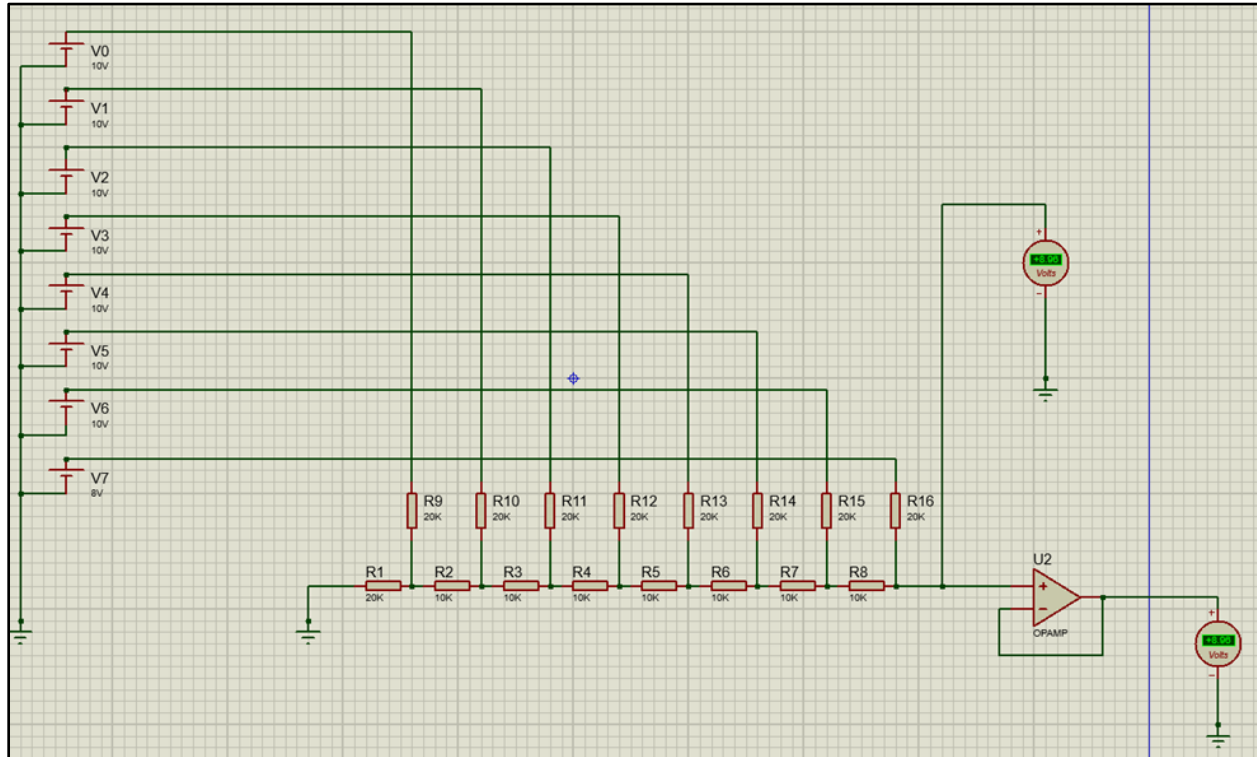 V0
10V
V1
10V
V2
10V
V3
10V
V4
10V
V5
10V
V6
10V
V7
8V
R9
20K
R10
20K
R11
20K
R12
20K
R13
20K
R14
20K
R15
20K
R16
20K
R1
20K
R2
10K
R3
10K
R4
10K
R5
10K
R6
10K
R7
10K
R8
10K
+
+8.96
Volts
-
U2
+
-
OPAMP
+
+8.96
Volts
-